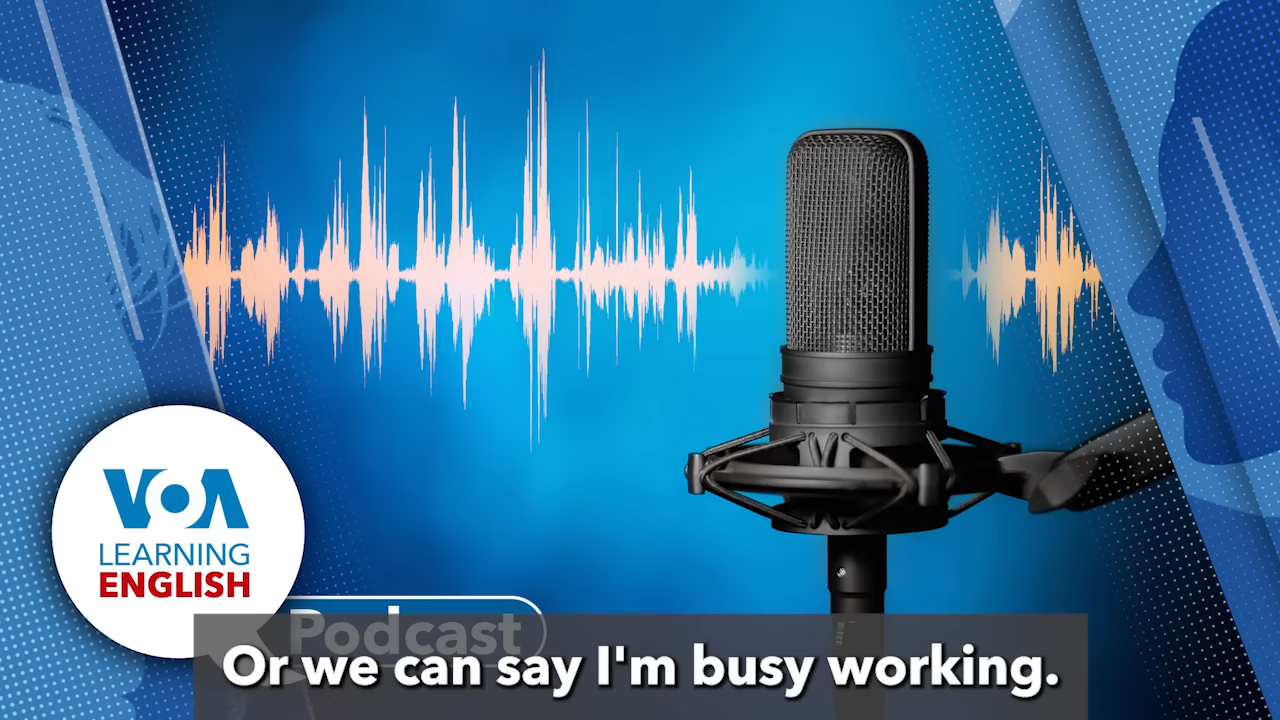 VOA
LEARNING
ENGLISH
Podcast
Or we can say I'm busy working.